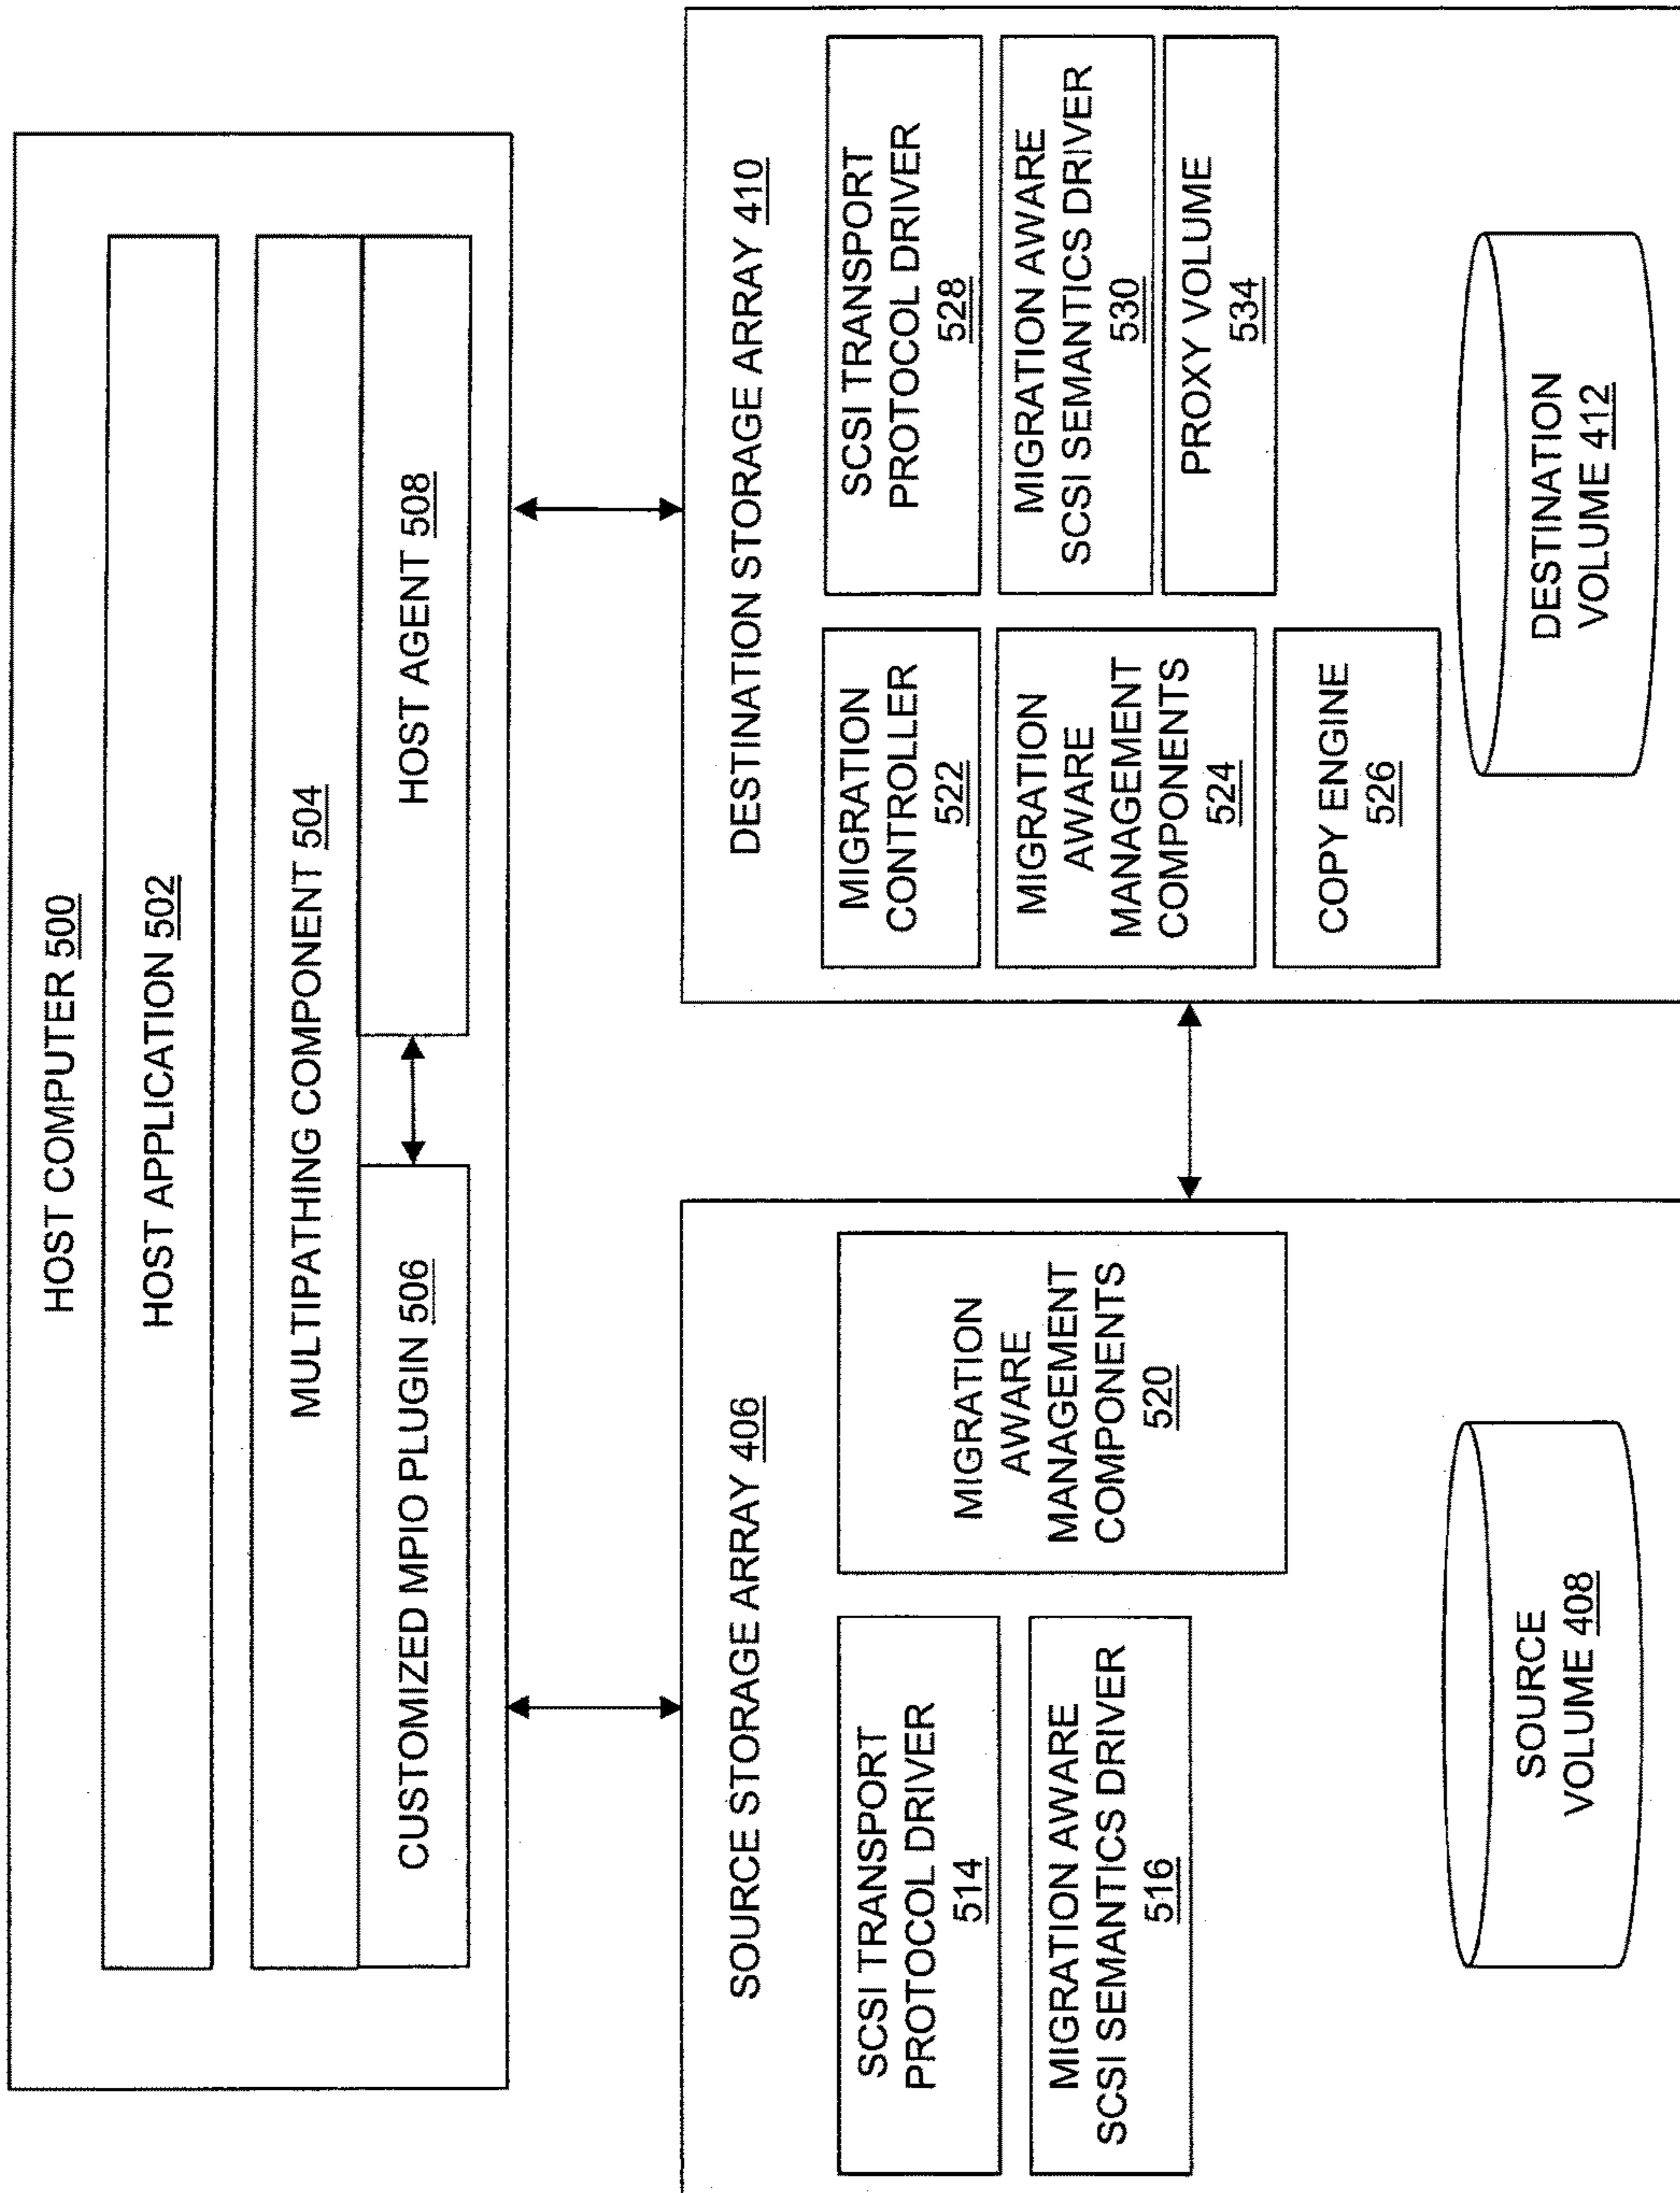 HOST COMPUTER 500
HOST APPLICATION 502
MULTIPATHING COMPONENT 504
CUSTOMIZED MPIO PLUGIN 506
HOST AGENT 508
SOURCE STORAGE ARRAY 406
SCSI TRANSPORT
PROTOCOL DRIVER
514
MIGRATION AWARE
SCSI SEMANTICS DRIVER
516
MIGRATION
AWARE
MANAGEMENT
COMPONENTS
520
SOURCE
VOLUME 408
DESTINATION STORAGE ARRAY 410
MIGRATION
CONTROLLER
522
MIGRATION
AWARE
MANAGEMENT
COMPONENTS
524
COPY ENGINE
526
SCSI TRANSPORT
PROTOCOL DRIVER
528
MIGRATION AWARE
SCSI SEMANTICS DRIVER
530
PROXY VOLUME
534
DESTINATION
VOLUME 412